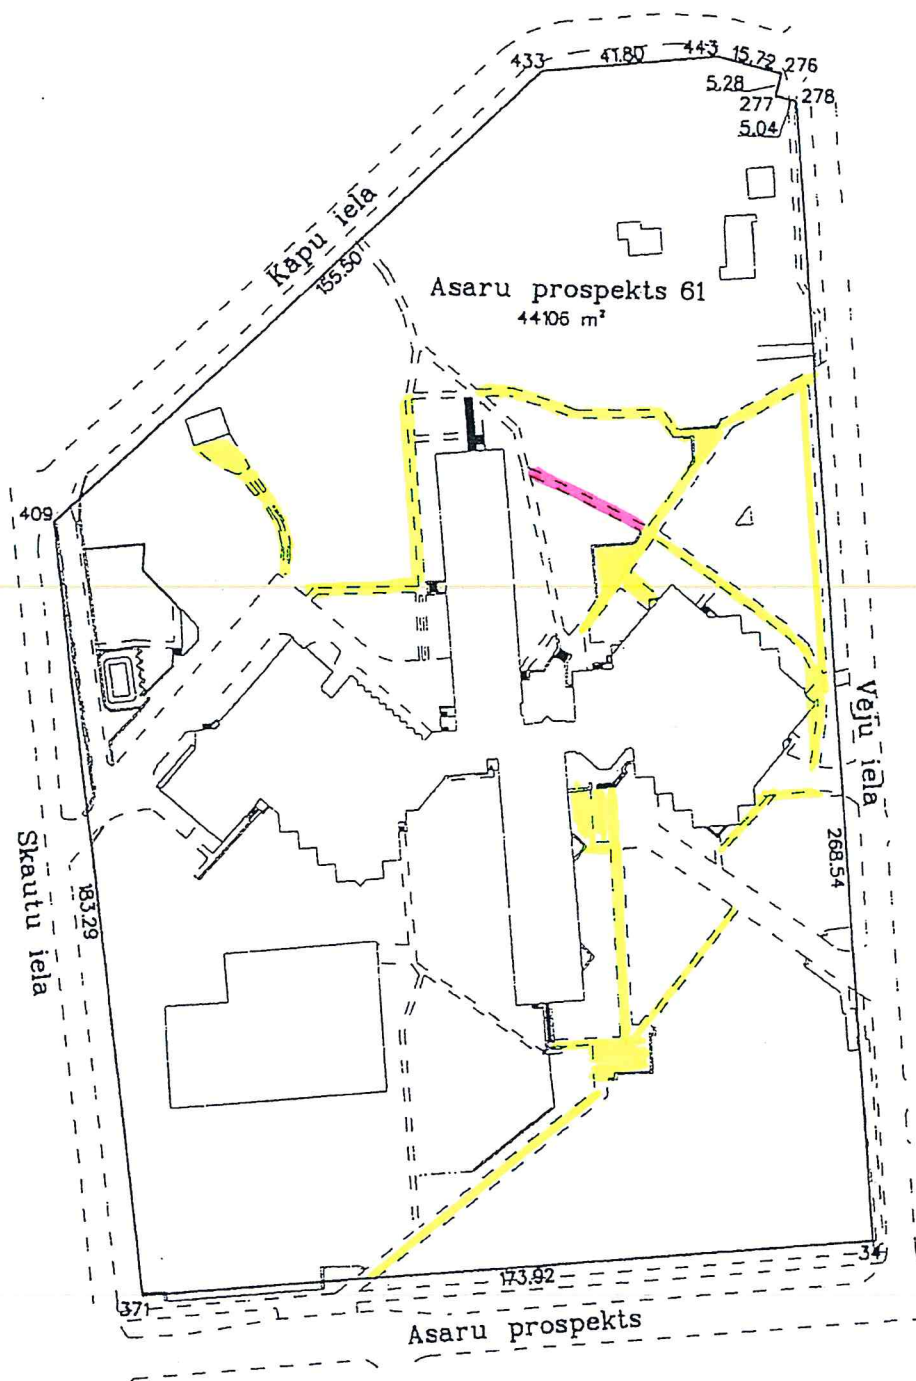 433
41.80
443
15.72
276
5.28
277
278
5.04
Kāpu iela
155.50
Asaru prospekts 61
44106 m²
409
Vēju iela
268.54
Skautu iela
183.29
371
173.92
34
Asaru prospekts